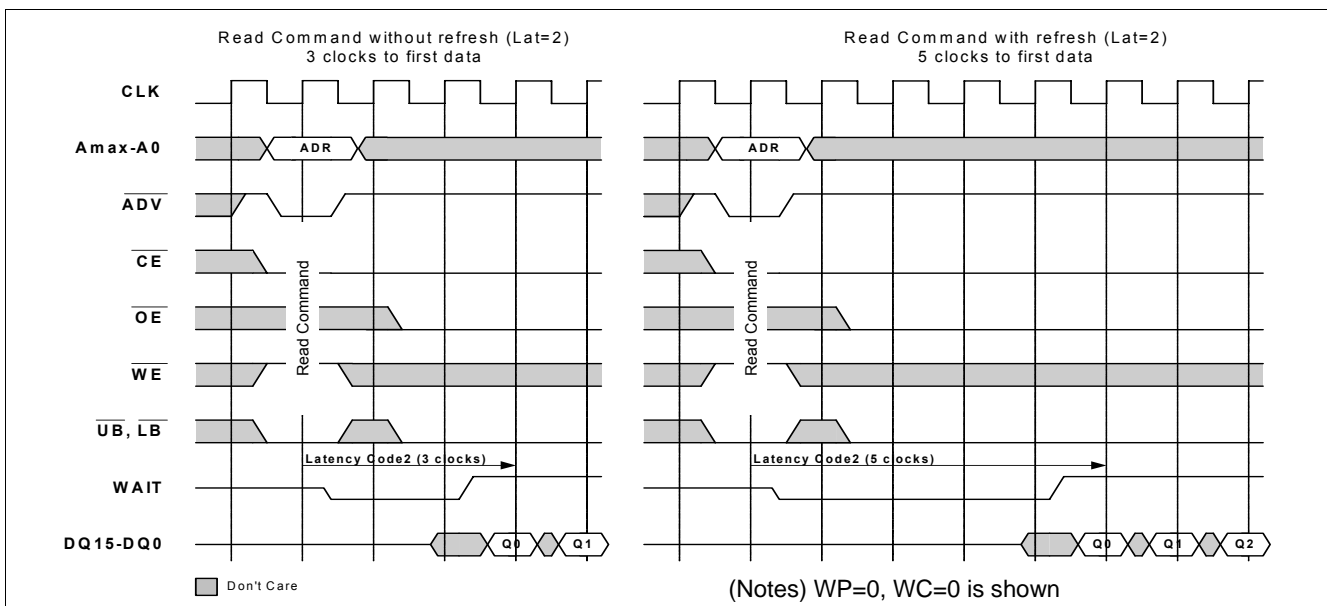 Read Command without refresh (Lat=2)
3 clocks to first data
Read Command with refresh (Lat=2)
5 clocks to first data
CLK
Amax-A0
ADR
ADR
ADV
CE
Read Command
Read Command
OE
WE
UB, LB
Latency Code2 (3 clocks)
Latency Code2 (5 clocks)
WAIT
DQ15-DQ0
Q0
Q1
Q0
Q1
Q2
Don't Care
(Notes) WP=0, WC=0 is shown